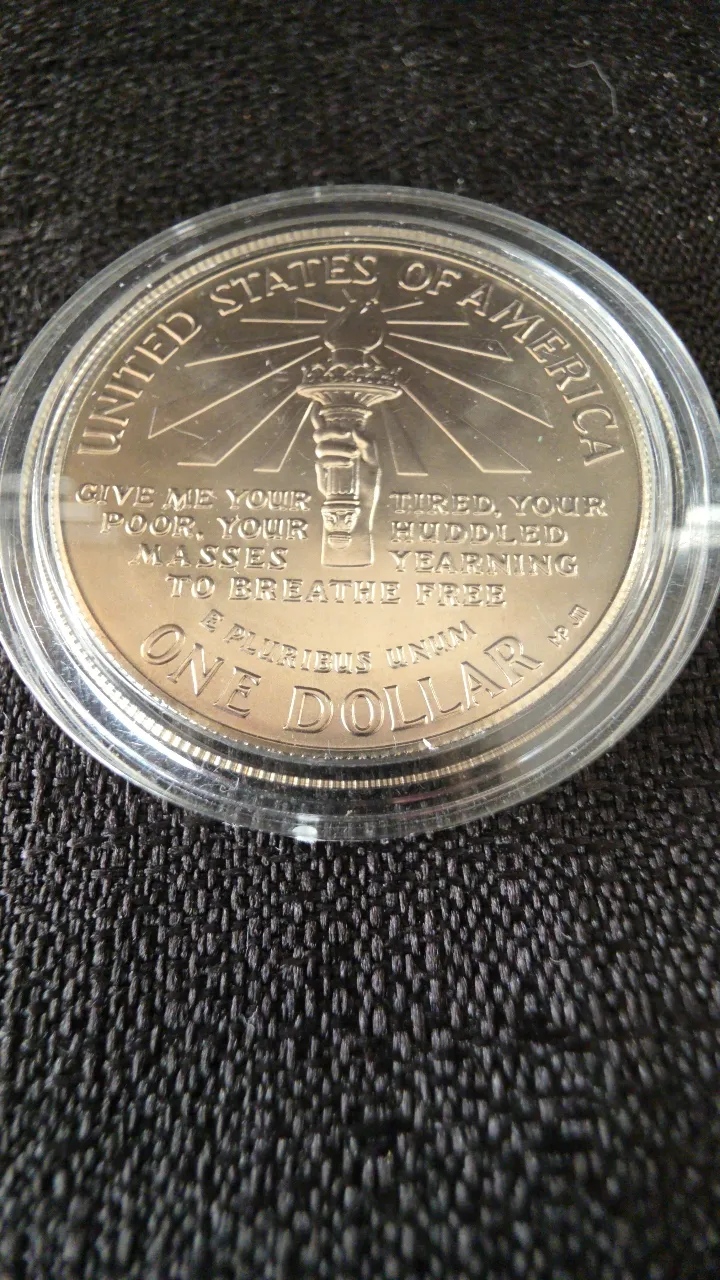 UNITED STATES OF AMERICA
GIVE ME YOUR TIRED, YOUR
POOR, YOUR HUDDLED
MASSES YEARNING
TO BREATHE FREE
E PLURIBUS UNUM
ONE DOLLAR